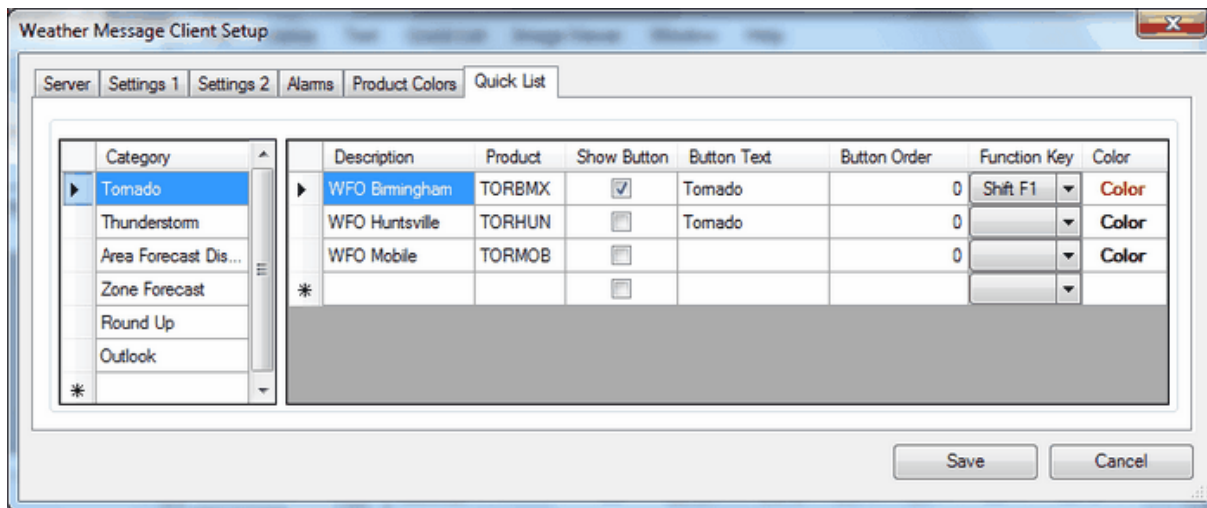 Weather Message Client Setup
Server Settings 1 Settings 2 Alarms Product Colors Quick List
Category Description Product Show Button Button Text Button Order Function Key Color
Tornado WFO Birmingham TORBMX Tornado 0 Shift F1 Color
Thunderstorm WFO Huntsville TORHUN Tornado 0 Color
Area Forecast Dis... WFO Mobile TORMOB 0 Color
Zone Forecast
Round Up
Outlook
Save Cancel